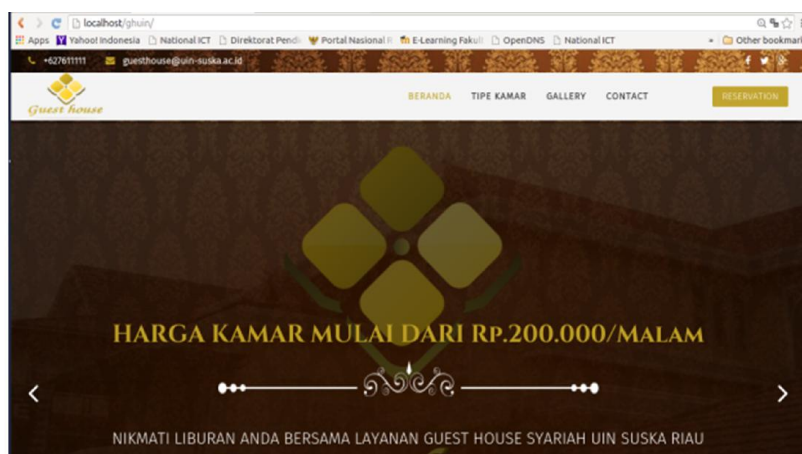 localhost/ghuin/
Apps Yahoo! Indonesia National ICT Direktorat Pendi Portal Nasional R E-Learning Fakult OpenDNS National ICT » Other bookmar
+627611111 guesthouse@uin-suska.ac.id
Guest house
BERANDA TIPE KAMAR GALLERY CONTACT RESERVATION
HARGA KAMAR MULAI DARI RP.200.000/MALAM
NIKMATI LIBURAN ANDA BERSAMA LAYANAN GUEST HOUSE SYARIAH UIN SUSKA RIAU